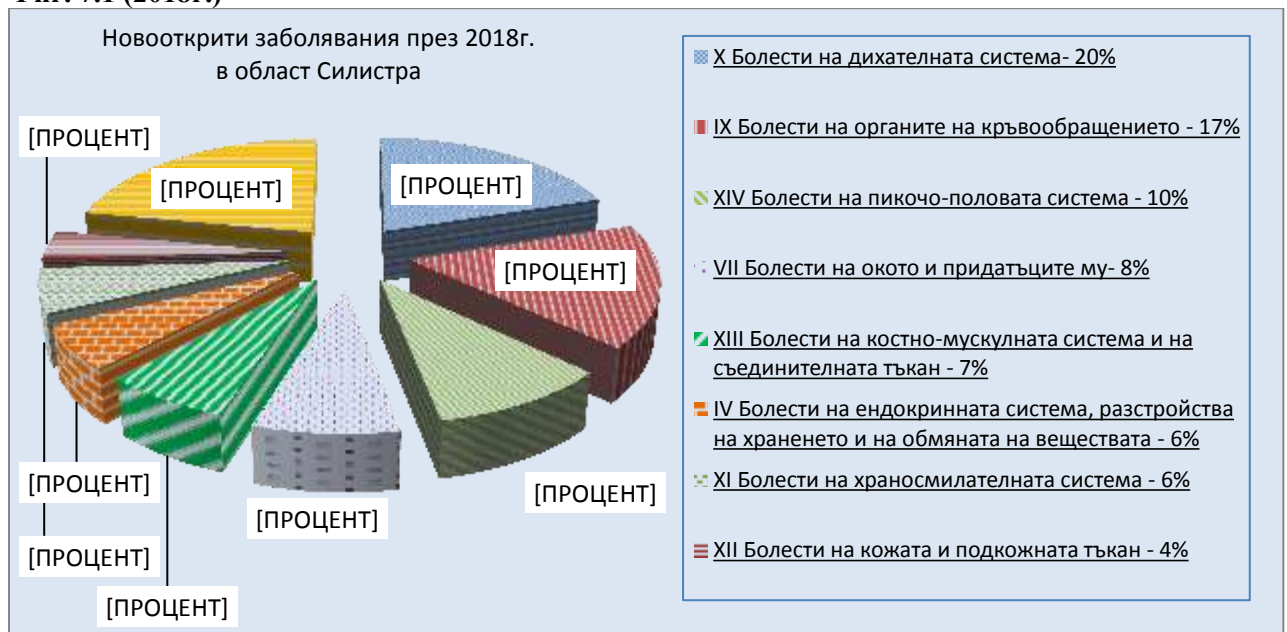 Новооткрити заболявания през 2018г.
в област Силистра
[ПРОЦЕНТ]
[ПРОЦЕНТ]
[ПРОЦЕНТ]
[ПРОЦЕНТ]
[ПРОЦЕНТ]
[ПРОЦЕНТ]
[ПРОЦЕНТ]
[ПРОЦЕНТ]
[ПРОЦЕНТ]
X Болести на дихателната система- 20%
IX Болести на органите на кръвообращението - 17%
XIV Болести на пикочо-половата система - 10%
VII Болести на окото и придатъците му- 8%
XIII Болести на костно-мускулната система и на
съединителната тъкан - 7%
IV Болести на ендокринната система, разстройства
на храненето и на обмяната на веществата - 6%
XI Болести на храносмилателната система - 6%
XII Болести на кожата и подкожната тъкан - 4%